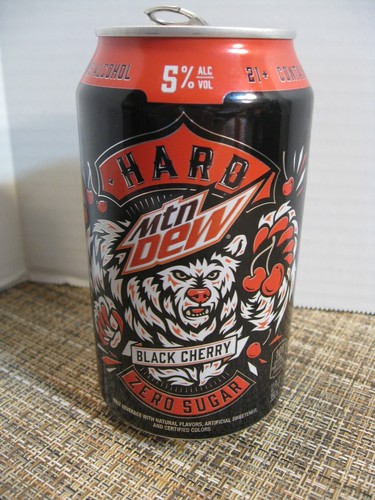 ALCOHOL 5% ALC VOL 21+ CONTA
HARD
mtn
DEW
BLACK CHERRY
ZERO SUGAR
BEVERAGE WITH NATURAL FLAVORS, ARTIFICIAL SWEETENER,
AND CERTIFIED COLORS